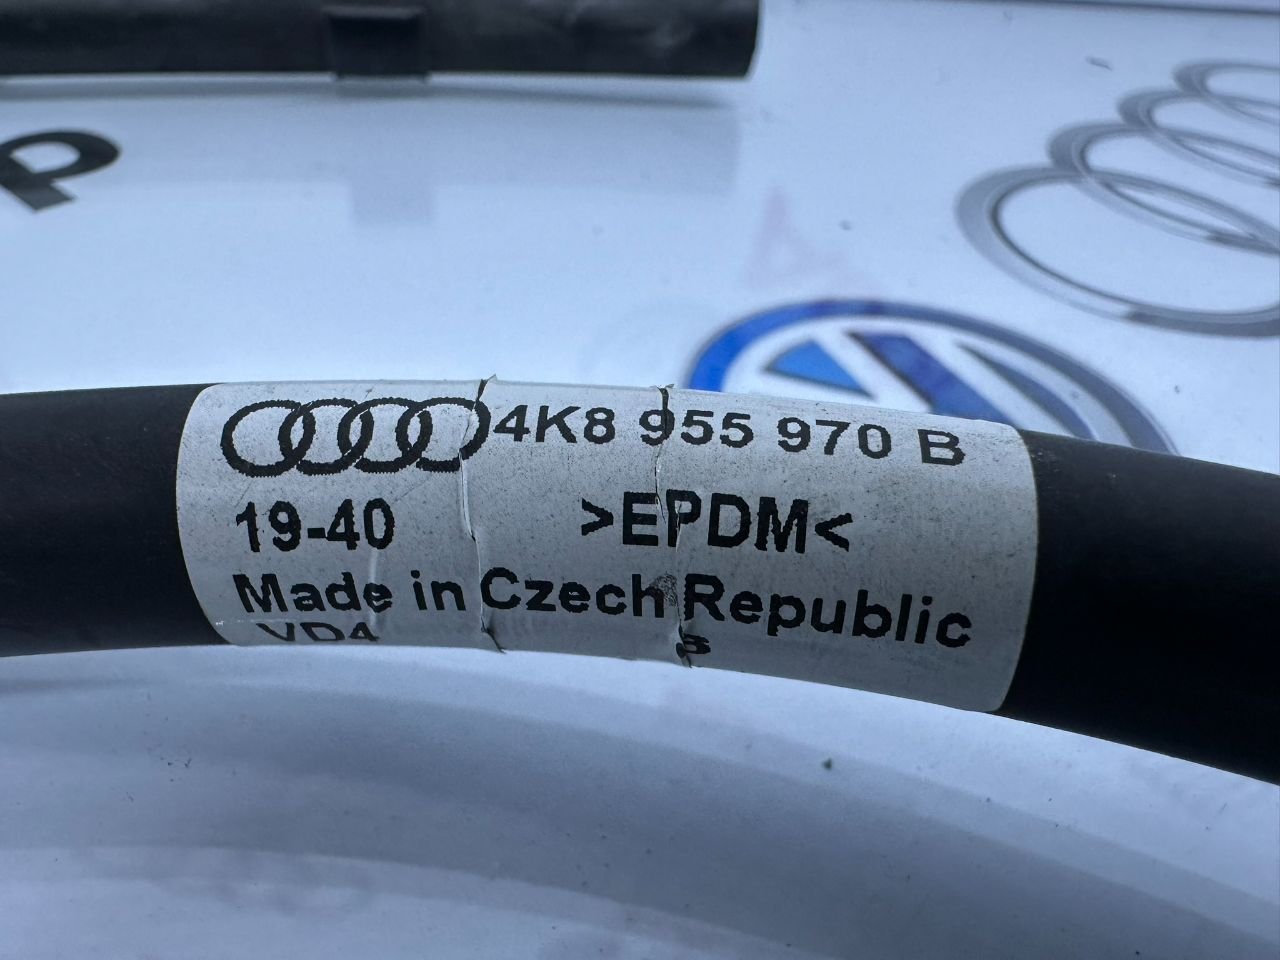 P
4K8 955 970 B
19-40 >EPDM<
Made in Czech Republic
VD4